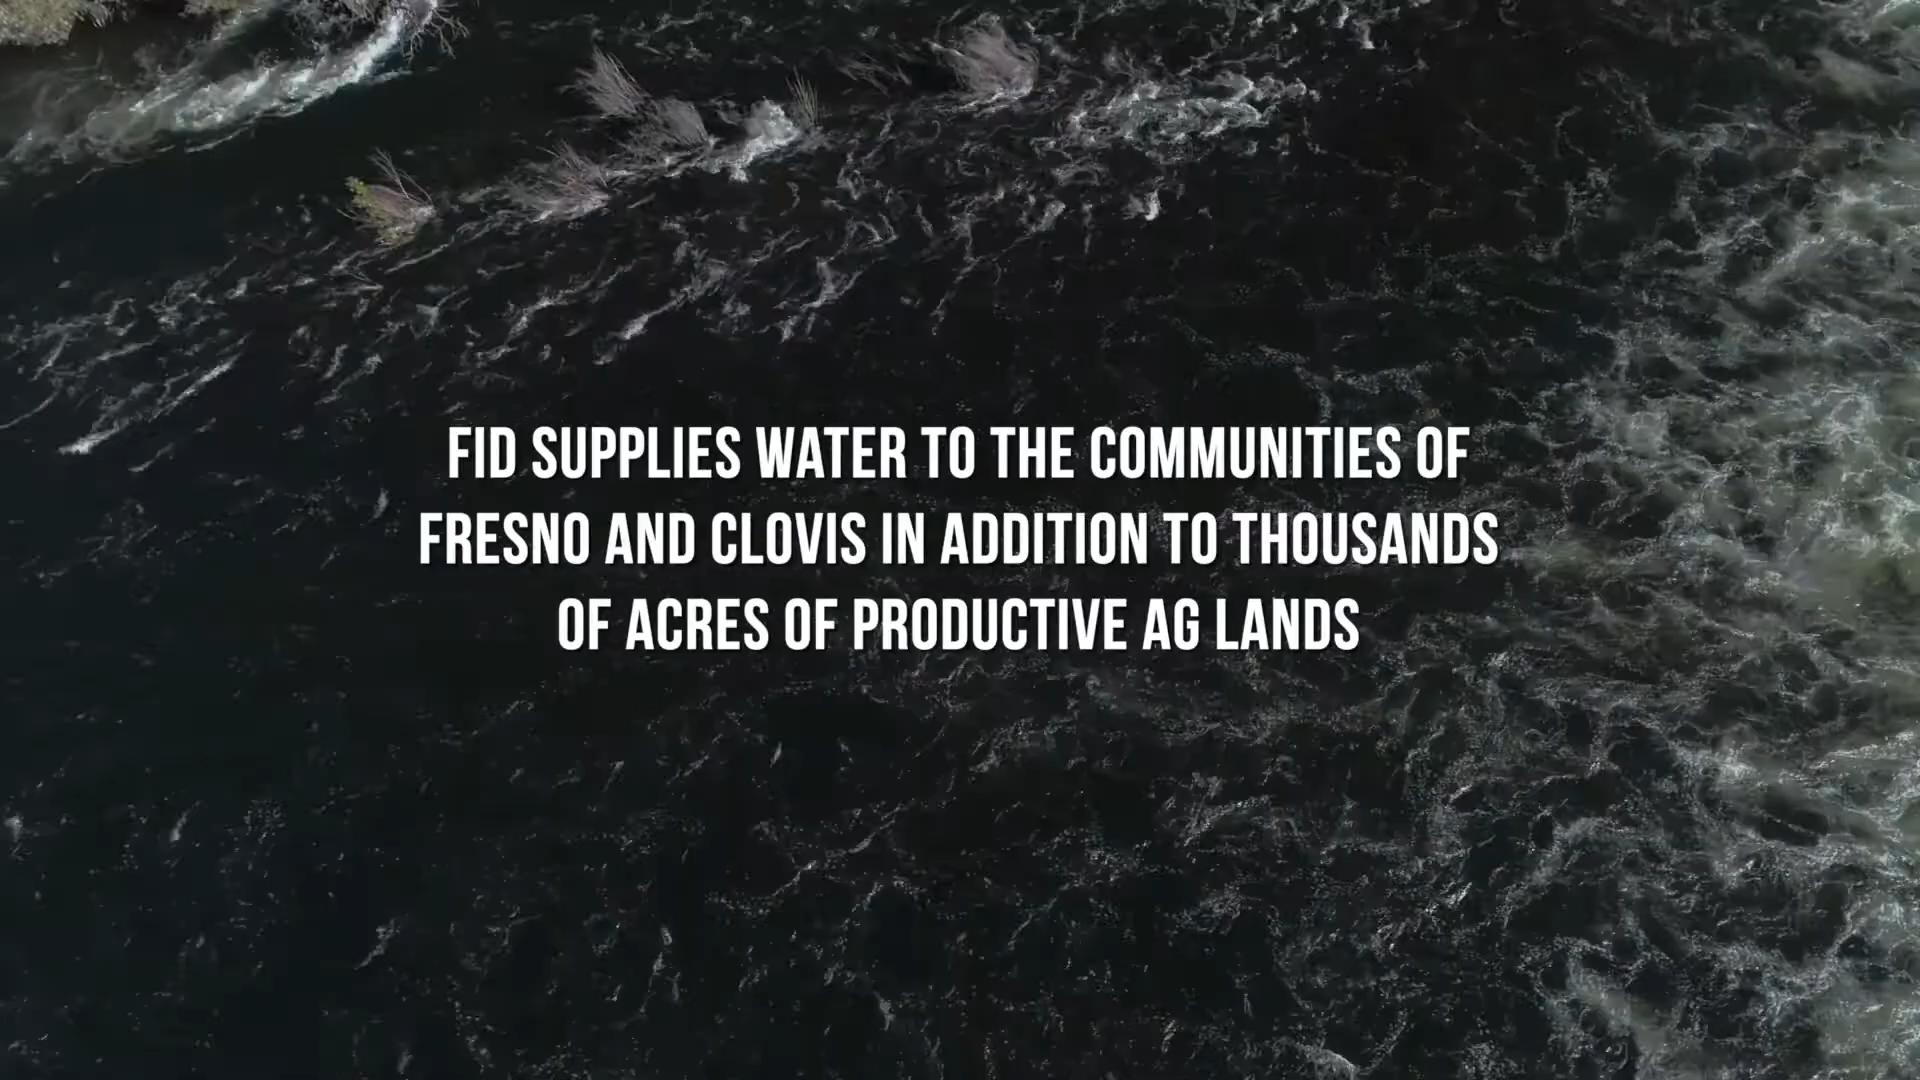 FID SUPPLIES WATER TO THE COMMUNITIES OF
FRESNO AND CLOVIS IN ADDITION TO THOUSANDS
OF ACRES OF PRODUCTIVE AG LANDS